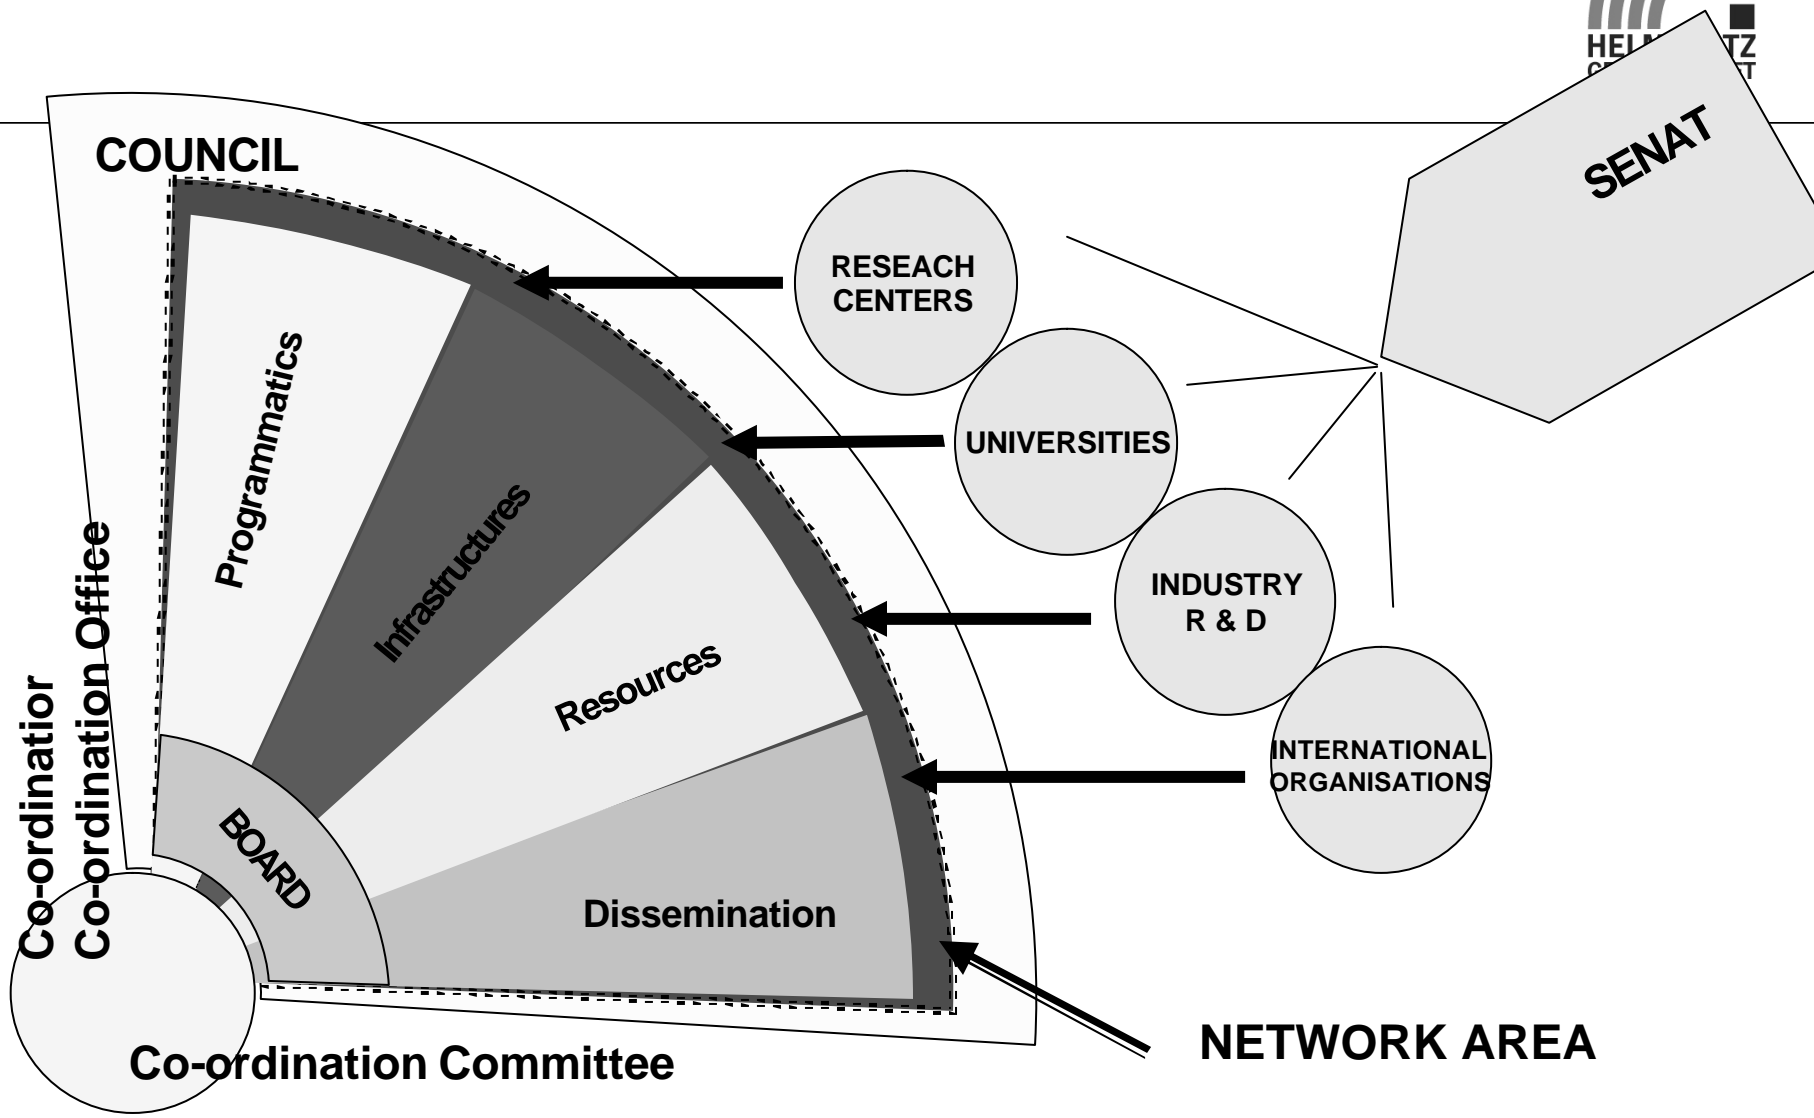 COUNCIL
SENAT
RESEACH
CENTERS
UNIVERSITIES
INDUSTRY
R & D
INTERNATIONAL
ORGANISATIONS
Programmatics
Infrastructures
Resources
Dissemination
BOARD
Co-ordinatior
Co-ordination Office
Co-ordination Committee
NETWORK AREA